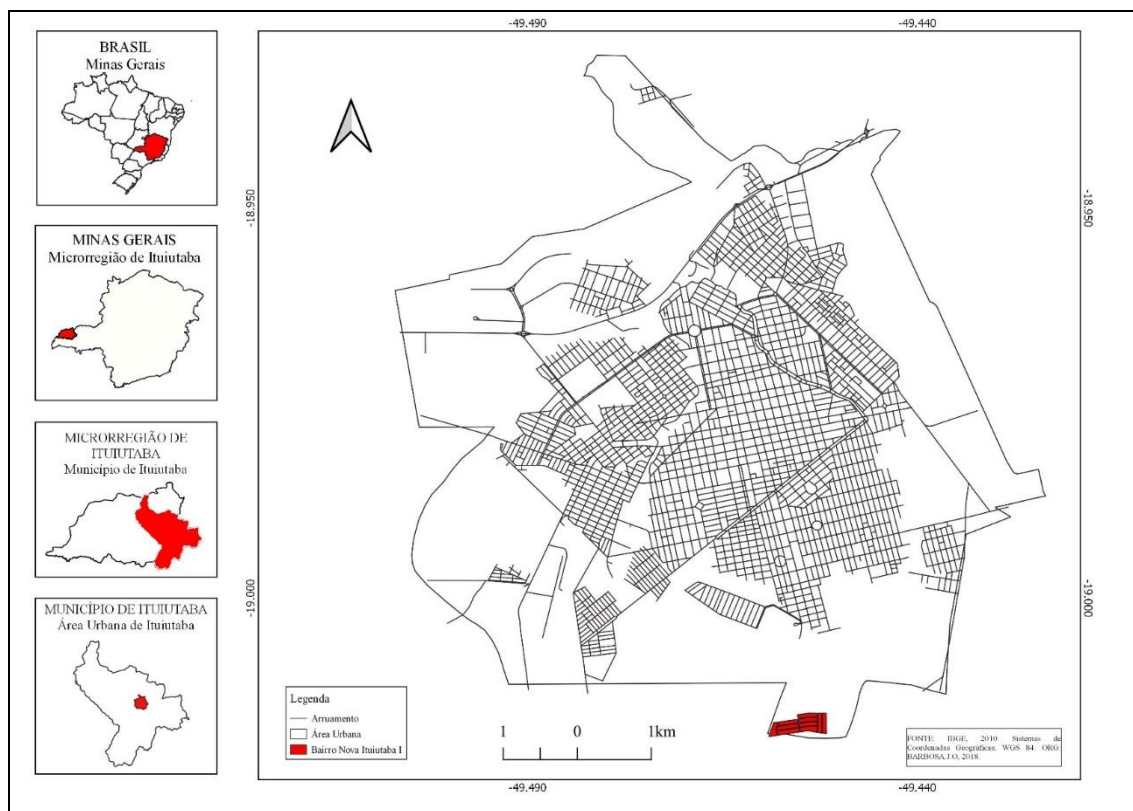 BRASIL
Minas Gerais
MINAS GERAIS
Microrregião de Ituiutaba
MICRORREGIÃO DE
ITUIUTABA
Município de Ituiutaba
MUNICÍPIO DE ITUIUTABA
Área Urbana de Ituiutaba
-49.490
-49.440
-18.950
-18.950
-19.000
-19.000
Legenda
Arruamento
Área Urbana
Bairro Nova Ituiutaba I
1 0 1km
FONTE: IBGE, 2010. Sistemas de
Coordenadas Geográficas, WGS 84. ORG:
BARBOSA.J.O, 2018.
-49.490
-49.440